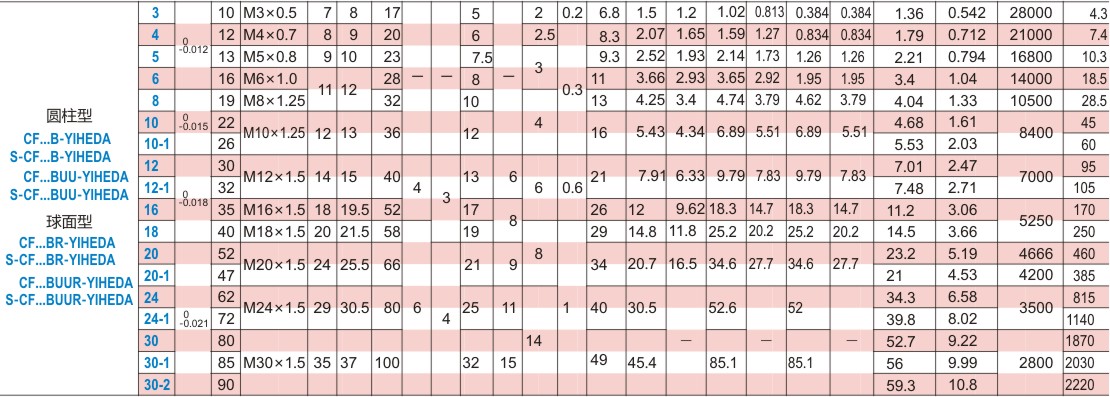 3 10 M3×0.5 7 8 17 5 2 0.2 6.8 1.5 1.2 1.02 0.813 0.384 0.384 1.36 0.542 28000 4.3
4 0 -0.012 12 M4×0.7 8 9 20 6 2.5 8.3 2.07 1.65 1.59 1.27 0.834 0.834 1.79 0.712 21000 7.4
5 13 M5×0.8 9 10 23 7.5 3 9.3 2.52 1.93 2.14 1.73 1.26 1.26 2.21 0.794 16800 10.3
6 16 M6×1.0 11 12 28 — — 8 — 0.3 11 3.66 2.93 3.65 2.92 1.95 1.95 3.4 1.04 14000 18.5
8 19 M8×1.25 32 10 13 4.25 3.4 4.74 3.79 4.62 3.79 4.04 1.33 10500 28.5
圆柱型
10 0 -0.015 22 M10×1.25 12 13 36 12 4 16 5.43 4.34 6.89 5.51 6.89 5.51 4.68 1.61 8400 45
CF...B-YIHEDA
10-1 26 5.53 2.03 60
S-CF...B-YIHEDA
12 30 M12×1.5 14 15 40 13 6 21 7.91 6.33 9.79 7.83 9.79 7.83 7.01 2.47 7000 95
CF...BUU-YIHEDA
12-1 0 -0.018 32 4 3 6 0.6 7.48 2.71 105
S-CF...BUU-YIHEDA
16 35 M16×1.5 18 19.5 52 17 8 26 12 9.62 18.3 14.7 18.3 14.7 11.2 3.06 5250 170
球面型
18 40 M18×1.5 20 21.5 58 19 29 14.8 11.8 25.2 20.2 25.2 20.2 14.5 3.66 250
CF...BR-YIHEDA
20 52 M20×1.5 24 25.5 66 21 9 8 34 20.7 16.5 34.6 27.7 34.6 27.7 23.2 5.19 4666 460
S-CF...BR-YIHEDA
20-1 47 21 4.53 4200 385
CF...BUUR-YIHEDA
24 62 M24×1.5 29 30.5 80 6 4 25 11 1 40 30.5 52.6 52 34.3 6.58 3500 815
S-CF...BUUR-YIHEDA
24-1 0 -0.021 72 39.8 8.02 1140
30 80 14 — — — 52.7 9.22 1870
30-1 85 M30×1.5 35 37 100 32 15 49 45.4 85.1 85.1 56 9.99 2800 2030
30-2 90 59.3 10.8 2220